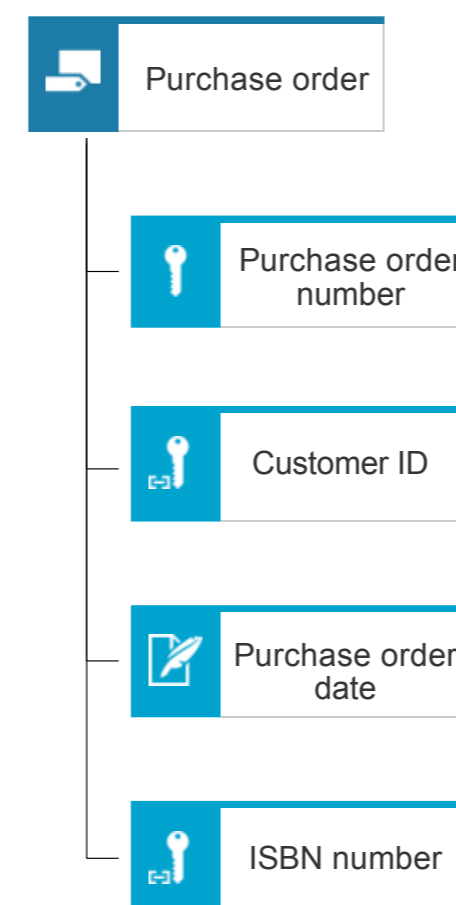 Purchase order
Purchase order
number
Customer ID
Purchase order
date
ISBN number